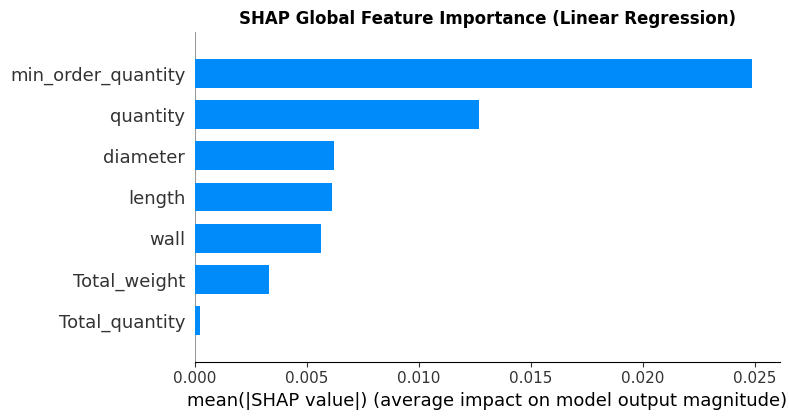 SHAP Global Feature Importance (Linear Regression)
min_order_quantity
quantity
diameter
length
wall
Total_weight
Total_quantity
0.000 0.005 0.010 0.015 0.020 0.025
mean(|SHAP value|) (average impact on model output magnitude)